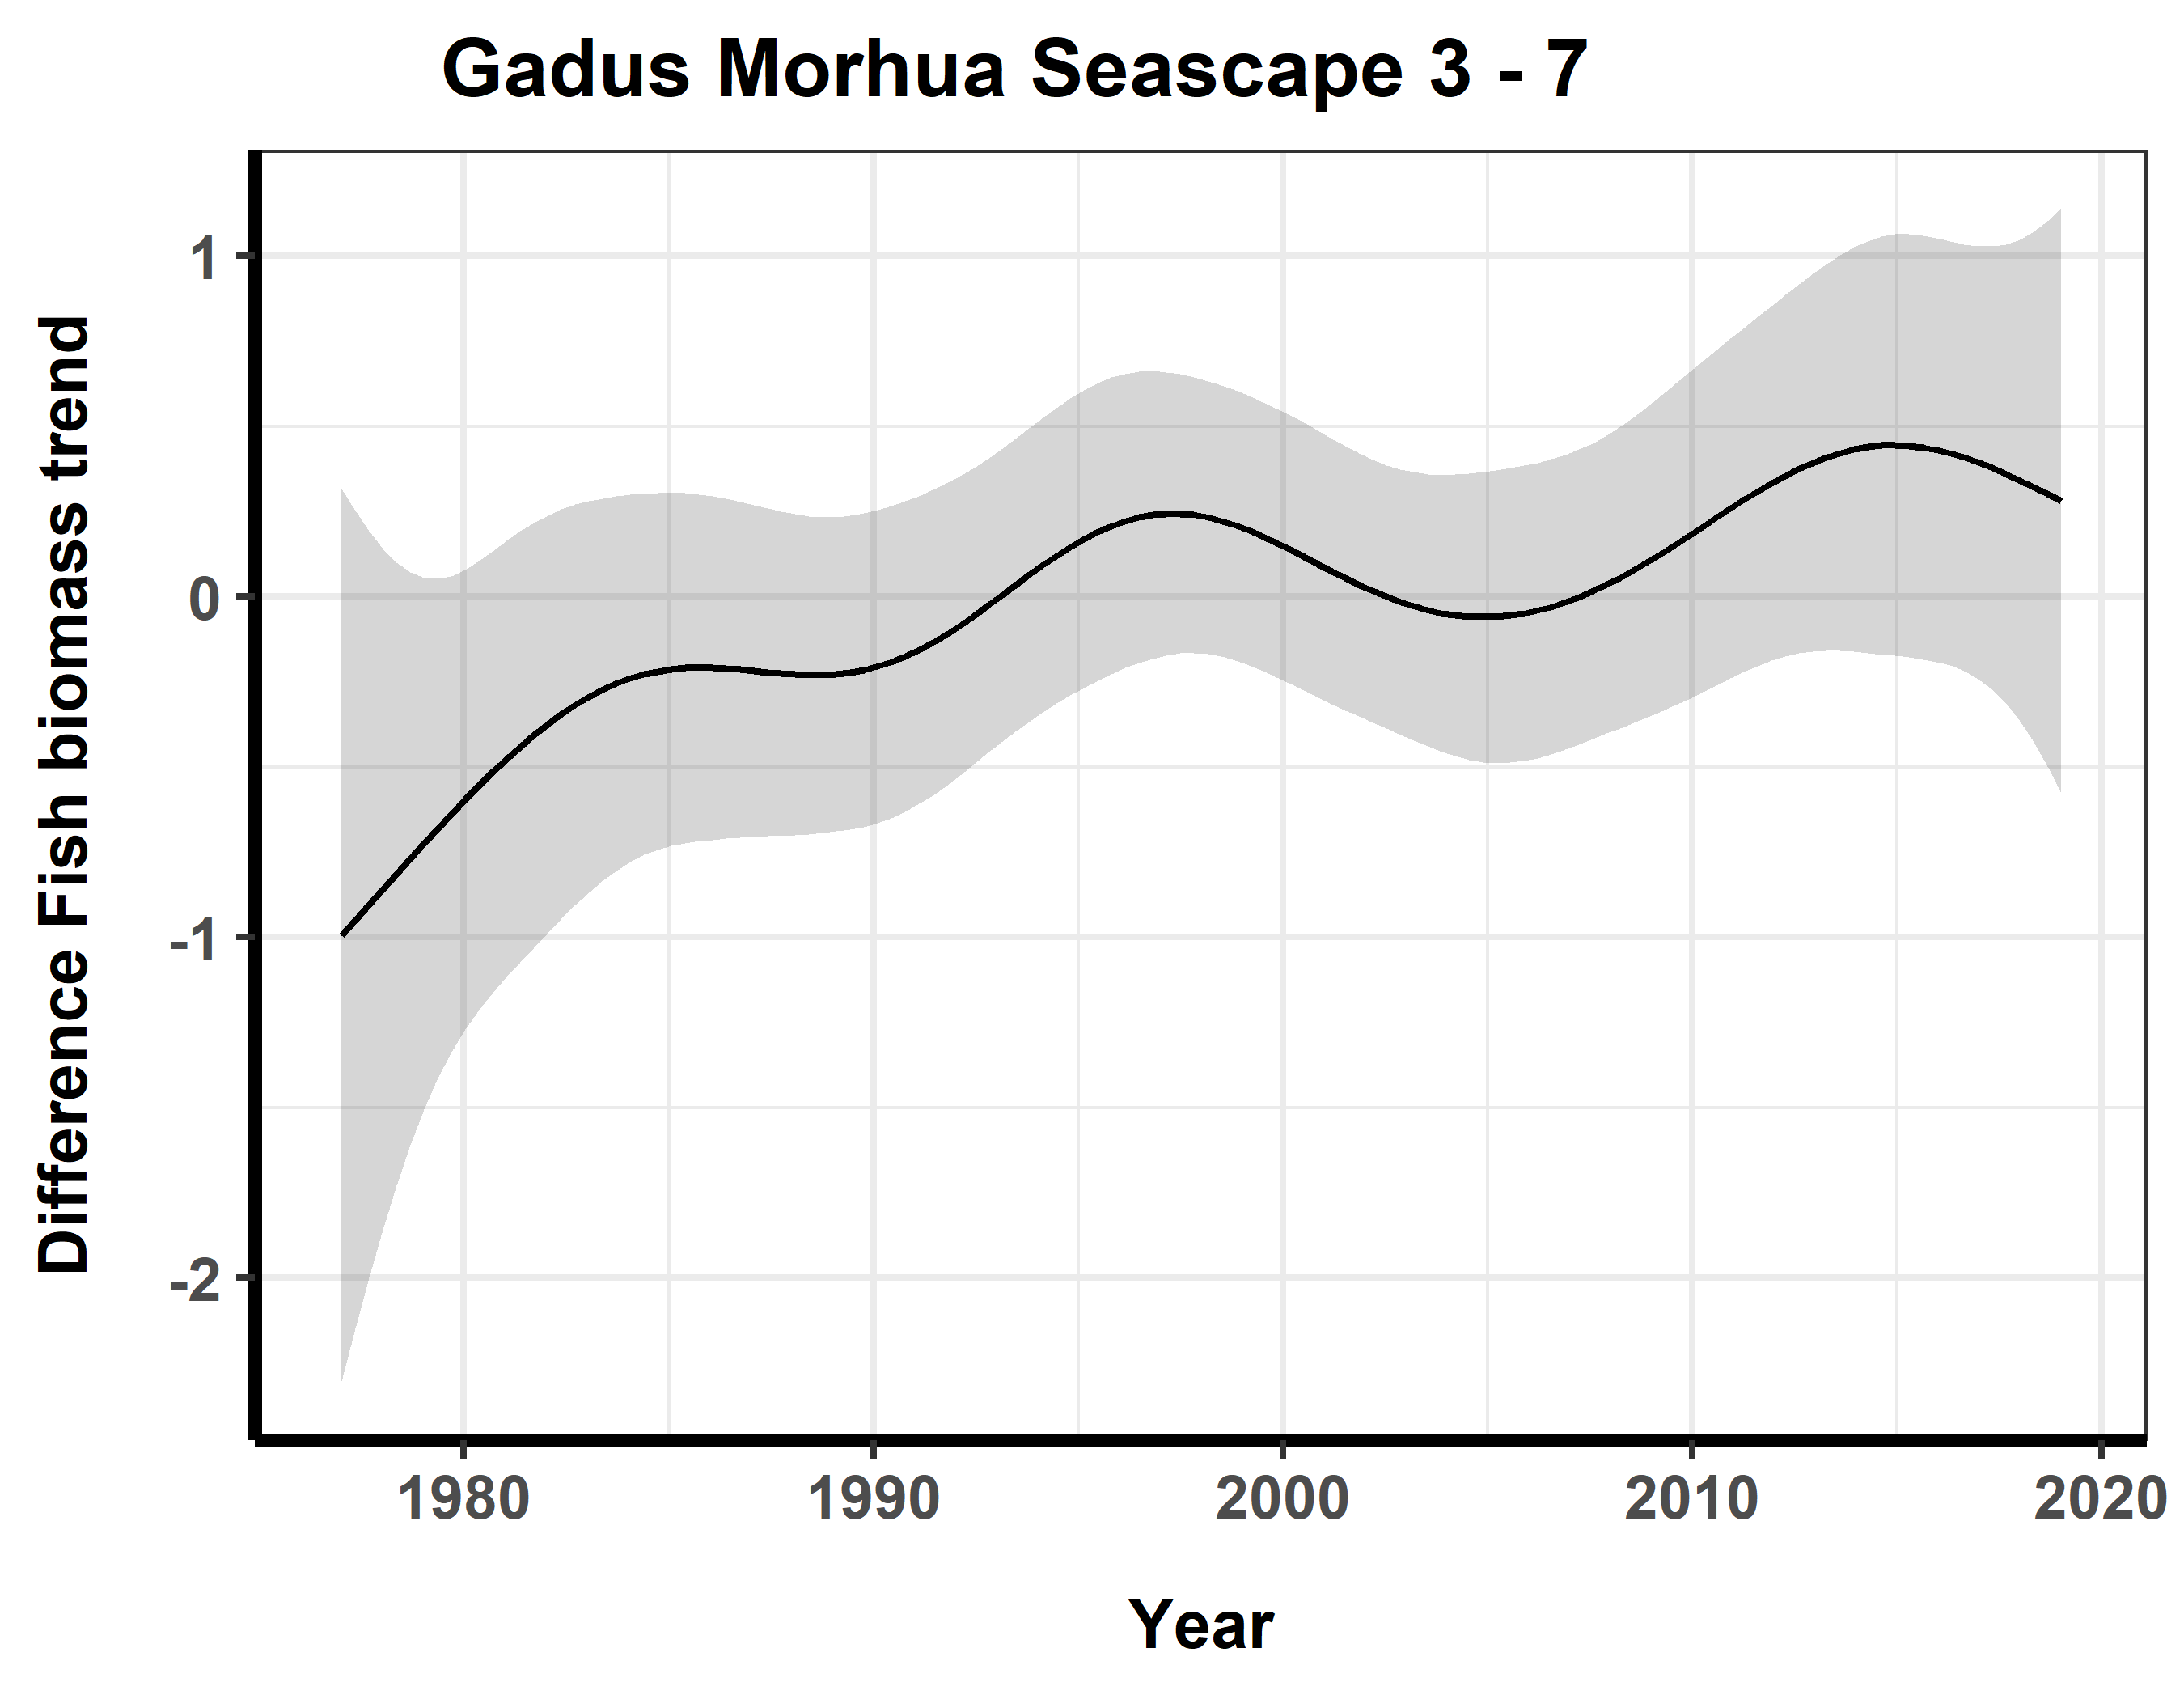 Gadus Morhua Seascape 3 - 7
Difference Fish biomass trend
1
0
-1
-2
1980 1990 2000 2010 2020
Year